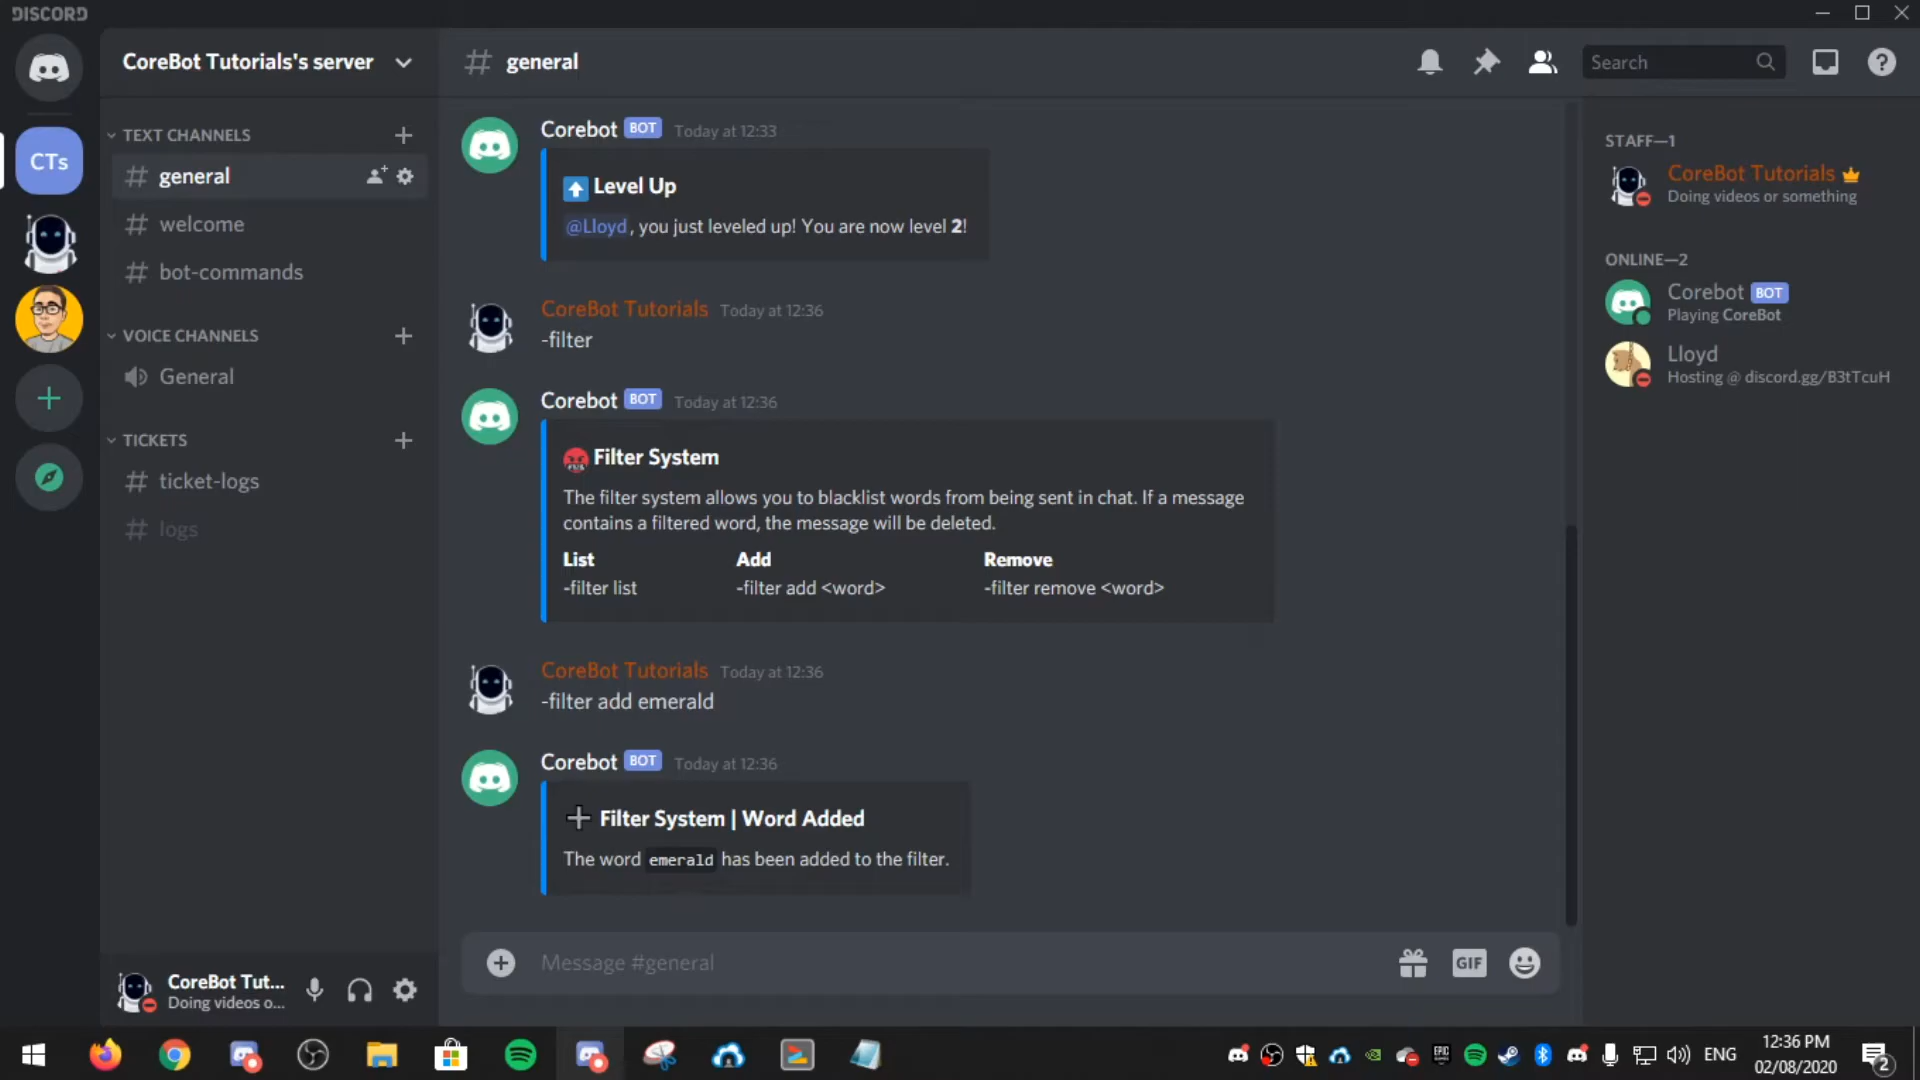 DISCORD
CoreBot Tutorials's server
general
Search
TEXT CHANNELS
general
welcome
bot-commands
VOICE CHANNELS
General
TICKETS
ticket-logs
logs
CTs
Corebot BOT Today at 12:33
Level Up
@Lloyd, you just leveled up! You are now level 2!
CoreBot Tutorials Today at 12:36
-filter
Corebot BOT Today at 12:36
Filter System
The filter system allows you to blacklist words from being sent in chat. If a message
contains a filtered word, the message will be deleted.
List Add Remove
-filter list -filter add <word> -filter remove <word>
CoreBot Tutorials Today at 12:36
-filter add emerald
Corebot BOT Today at 12:36
Filter System | Word Added
The word emerald has been added to the filter.
Message #general
GIF
STAFF—1
CoreBot Tutorials
Doing videos or something
ONLINE—2
Corebot BOT
Playing CoreBot
Lloyd
Hosting @ discord.gg/B3tTcuH
CoreBot Tut...
Doing videos o...
EPIC
ENG
12:36 PM
02/08/2020
2